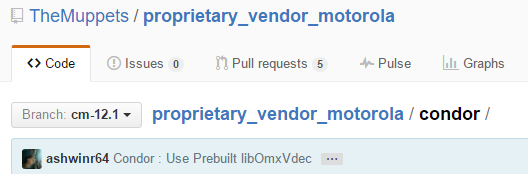 TheMuppets / proprietary_vendor_motorola
Code Issues 0 Pull requests 5 Pulse Graphs
Branch: cm-12.1 proprietary_vendor_motorola / condor /
ashwinr64 Condor : Use Prebuilt libOmxVdec ...